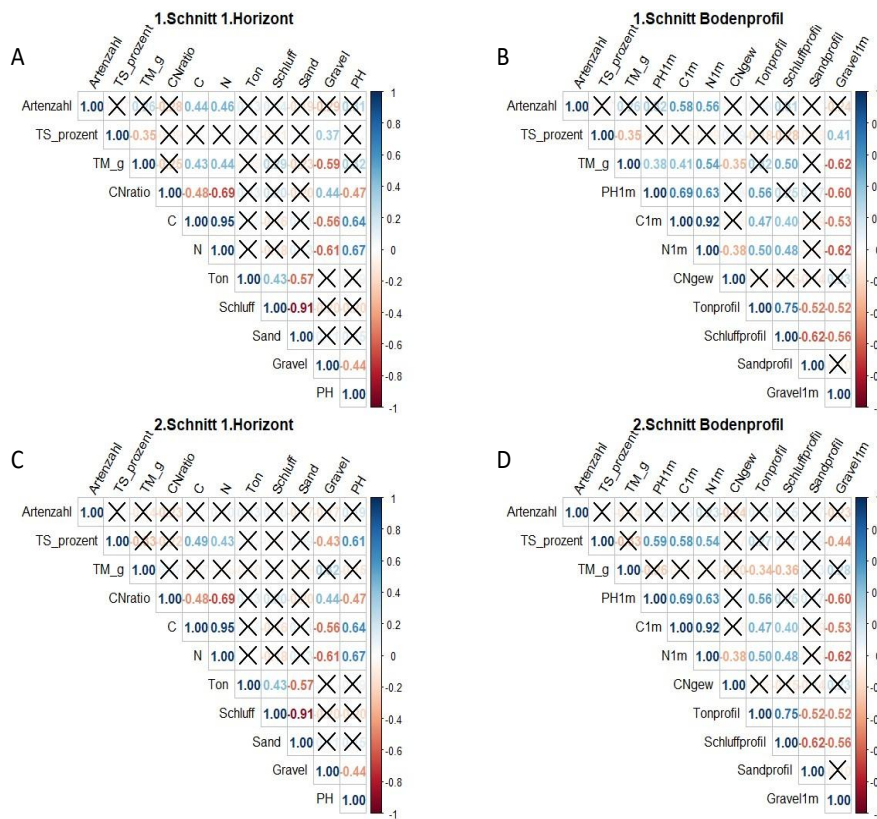 1.Schnitt 1.Horizont
A
Artenzahl TS_prozent TM_g CNratio C N Ton Schluff Sand Gravel PH
Artenzahl 1.00 0.44 0.46
TS_prozent 1.00 -0.35 0.37
TM_g 1.00 0.43 0.44 -0.59
CNratio 1.00 -0.48 -0.69 0.44 -0.47
C 1.00 0.95 -0.56 0.64
N 1.00 -0.61 0.67
Ton 1.00 0.43 -0.57
Schluff 1.00 -0.91
Sand 1.00
Gravel 1.00 -0.44
PH 1.00
1
0.8
0.6
0.4
0.2
0
-0.2
-0.4
-0.6
-0.8
-1
1.Schnitt Bodenprofil
B
Artenzahl TS_prozent TM_g PH1m C1m N1m CNgew Tonprofil Schluffprofil Sandprofil Gravel1m
Artenzahl 1.00 0.58 0.56
TS_prozent 1.00 -0.35 0.41
TM_g 1.00 0.38 0.41 0.54 -0.35 0.50 -0.62
PH1m 1.00 0.69 0.63 0.56 -0.60
C1m 1.00 0.92 0.47 0.40 -0.53
N1m 1.00 -0.38 0.50 0.48 -0.62
CNgew 1.00
Tonprofil 1.00 0.75 -0.52 -0.52
Schluffprofil 1.00 -0.62 -0.56
Sandprofil 1.00
Gravel1m 1.00
2.Schnitt 1.Horizont
C
Artenzahl TS_prozent TM_g CNratio C N Ton Schluff Sand Gravel PH
Artenzahl 1.00
TS_prozent 1.00 0.49 0.43 -0.43 0.61
TM_g 1.00
CNratio 1.00 -0.48 -0.69 0.44 -0.47
C 1.00 0.95 -0.56 0.64
N 1.00 -0.61 0.67
Ton 1.00 0.43 -0.57
Schluff 1.00 -0.91
Sand 1.00
Gravel 1.00 -0.44
PH 1.00
1
0.8
0.6
0.4
0.2
0
-0.2
-0.4
-0.6
-0.8
-1
2.Schnitt Bodenprofil
D
Artenzahl TS_prozent TM_g PH1m C1m N1m CNgew Tonprofil Schluffprofil Sandprofil Gravel1m
Artenzahl 1.00
TS_prozent 1.00 0.59 0.58 0.54 -0.44
TM_g 1.00 -0.34 -0.36
PH1m 1.00 0.69 0.63 0.56 -0.60
C1m 1.00 0.92 0.47 0.40 -0.53
N1m 1.00 -0.38 0.50 0.48 -0.62
CNgew 1.00
Tonprofil 1.00 0.75 -0.52 -0.52
Schluffprofil 1.00 -0.62 -0.56
Sandprofil 1.00
Gravel1m 1.00